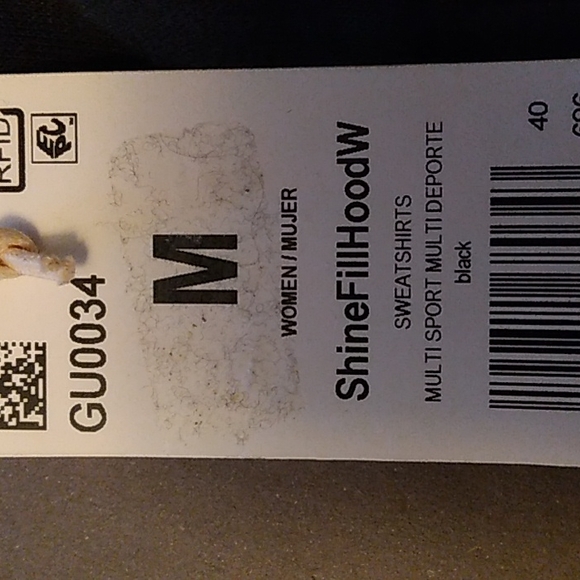 RFID
GU0034
M
WOMEN / MUJER
ShineFillHoodW
SWEATSHIRTS
MULTI SPORT MULTI DEPORTE
black
40